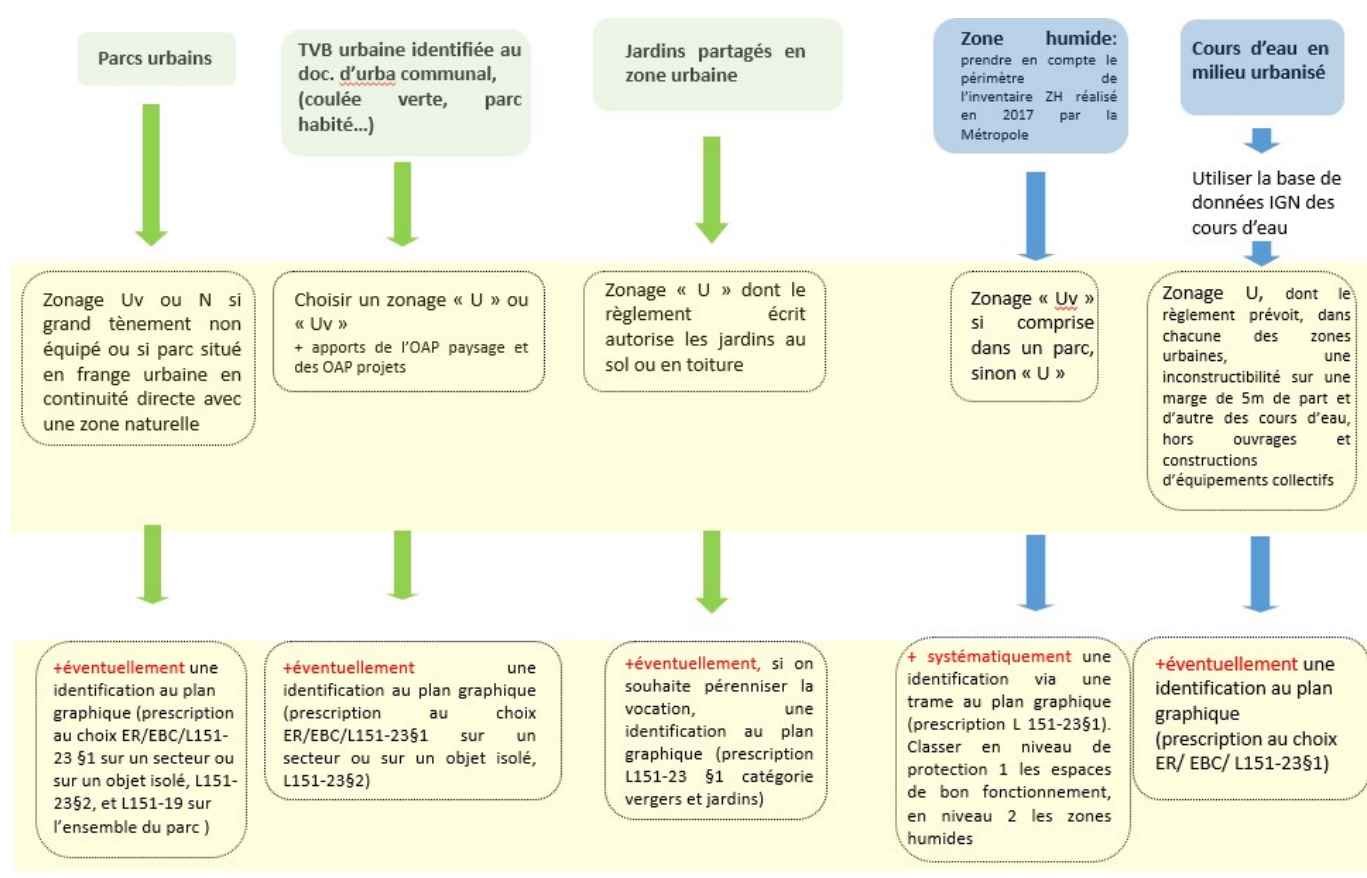 Parcs urbains
TVB urbaine identifiée au
doc. d'urba communal,
(coulée verte, parc
habité…)
Jardins partagés en
zone urbaine
Zone humide:
prendre en compte le
périmètre de
l'inventaire ZH réalisé
en 2017 par la
Métropole
Cours d'eau en
milieu urbanisé
Utiliser la base de
données IGN des
cours d'eau
Zonage Uv ou N si
grand tènement non
équipé ou si parc situé
en frange urbaine en
continuité directe avec
une zone naturelle
Choisir un zonage « U » ou
« Uv »
+ apports de l'OAP paysage et
des OAP projets
Zonage « U » dont le
règlement écrit
autorise les jardins au
sol ou en toiture
Zonage « Uv »
si comprise
dans un parc,
sinon « U »
Zonage U, dont le
règlement prévoit, dans
chacune des zones
urbaines, une
inconstructibilité sur une
marge de 5m de part et
d'autre des cours d'eau,
hors ouvrages et
constructions
d'équipements collectifs
+éventuellement une
identification au plan
graphique (prescription
au choix ER/EBC/L151-
23 §1 sur un secteur ou
sur un objet isolé, L151-
23§2, et L151-19 sur
l'ensemble du parc )
+éventuellement une
identification au plan graphique
(prescription au choix
ER/EBC/L151-23§1 sur un
secteur ou sur un objet isolé,
L151-23§2)
+éventuellement, si on
souhaite pérenniser la
vocation, une
identification au plan
graphique (prescription
L151-23 §1 catégorie
vergers et jardins)
+ systématiquement une
identification via une
trame au plan graphique
(prescription L 151-23§1).
Classer en niveau de
protection 1 les espaces
de bon fonctionnement,
en niveau 2 les zones
humides
+éventuellement une
identification au plan
graphique
(prescription au choix
ER/ EBC/ L151-23§1)